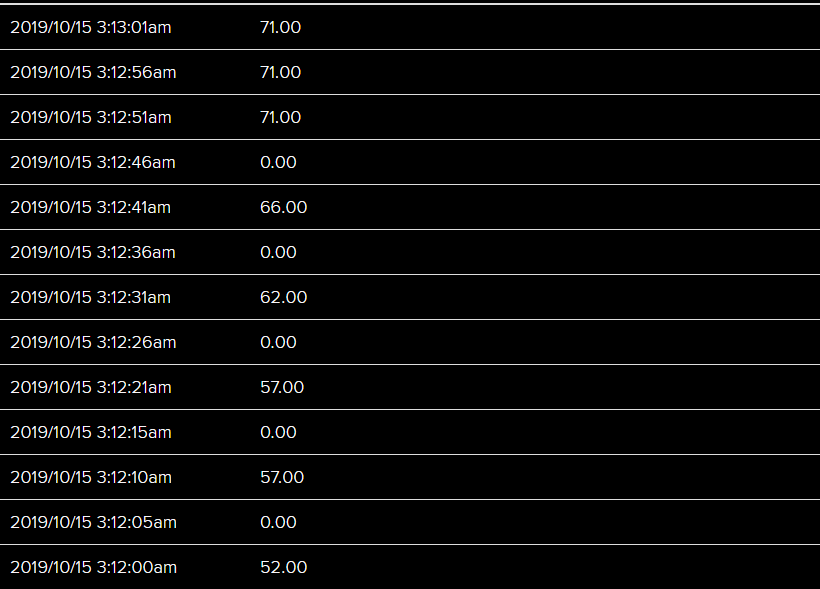 2019/10/15 3:13:01am 71.00
2019/10/15 3:12:56am 71.00
2019/10/15 3:12:51am 71.00
2019/10/15 3:12:46am 0.00
2019/10/15 3:12:41am 66.00
2019/10/15 3:12:36am 0.00
2019/10/15 3:12:31am 62.00
2019/10/15 3:12:26am 0.00
2019/10/15 3:12:21am 57.00
2019/10/15 3:12:15am 0.00
2019/10/15 3:12:10am 57.00
2019/10/15 3:12:05am 0.00
2019/10/15 3:12:00am 52.00